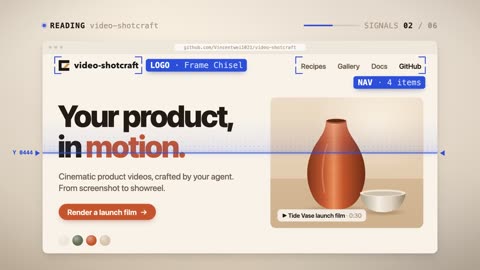 READING video-shotcraft
SIGNALS 02 / 06
github.com/Vincentwei1021/video-shotcraft
video-shotcraft
LOGO · Frame Chisel
Recipes Gallery Docs GitHub
NAV · 4 items
Your product,
in motion.
Y 0444
Cinematic product videos, crafted by your agent.
From screenshot to showreel.
Render a launch film →
▶ Tide Vase launch film · 0:30